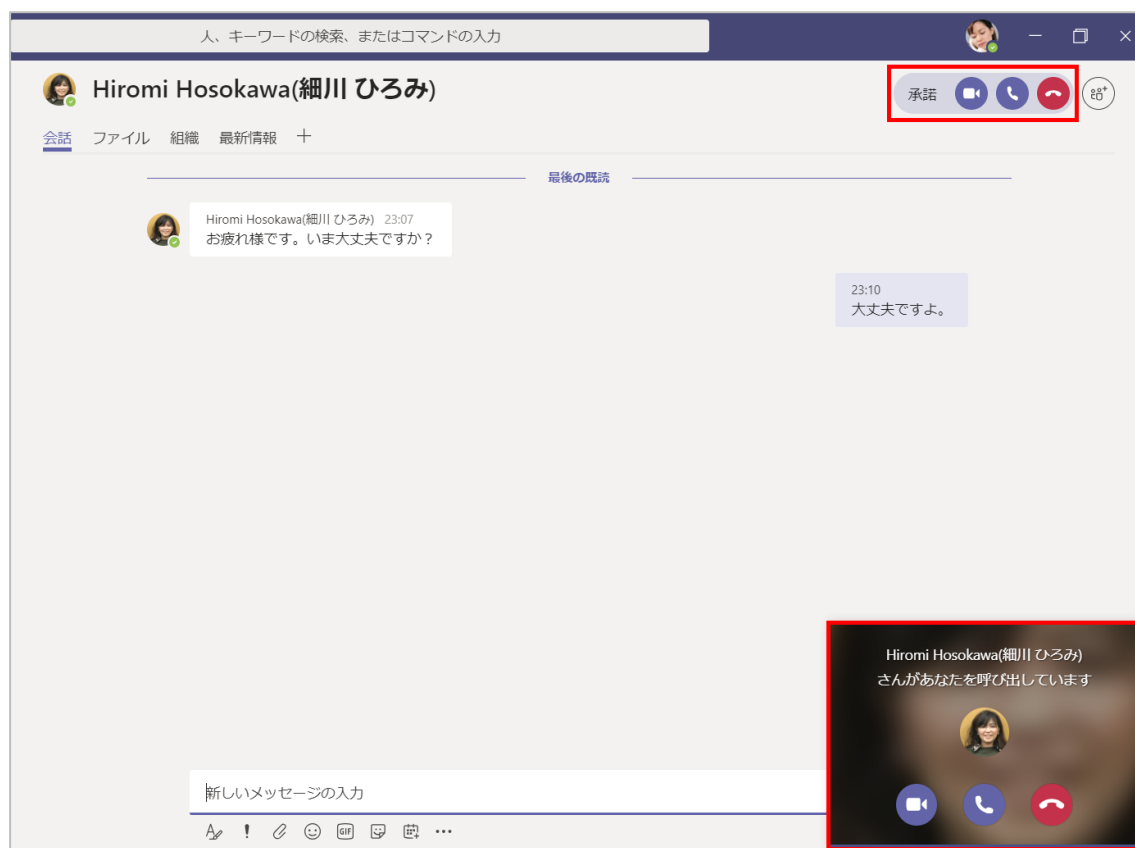 人、キーワードの検索、またはコマンドの入力
Hiromi Hosokawa(細川 ひろみ)
承諾
会話 ファイル 組織 最新情報
最後の既読
Hiromi Hosokawa(細川 ひろみ) 23:07
お疲れ様です。いま大丈夫ですか？
23:10
大丈夫ですよ。
Hiromi Hosokawa(細川 ひろみ)
さんがあなたを呼び出しています
新しいメッセージの入力
GIF